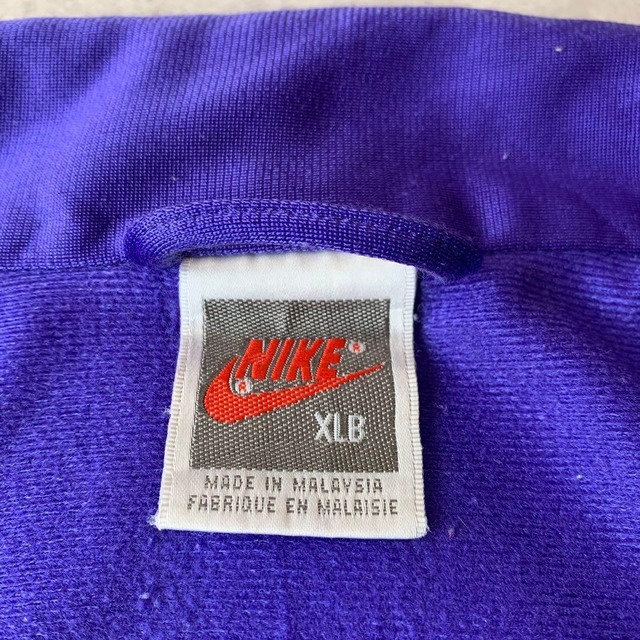 NIKE®
®
XLB
MADE IN MALAYSIA
FABRIQUE EN MALAISIE